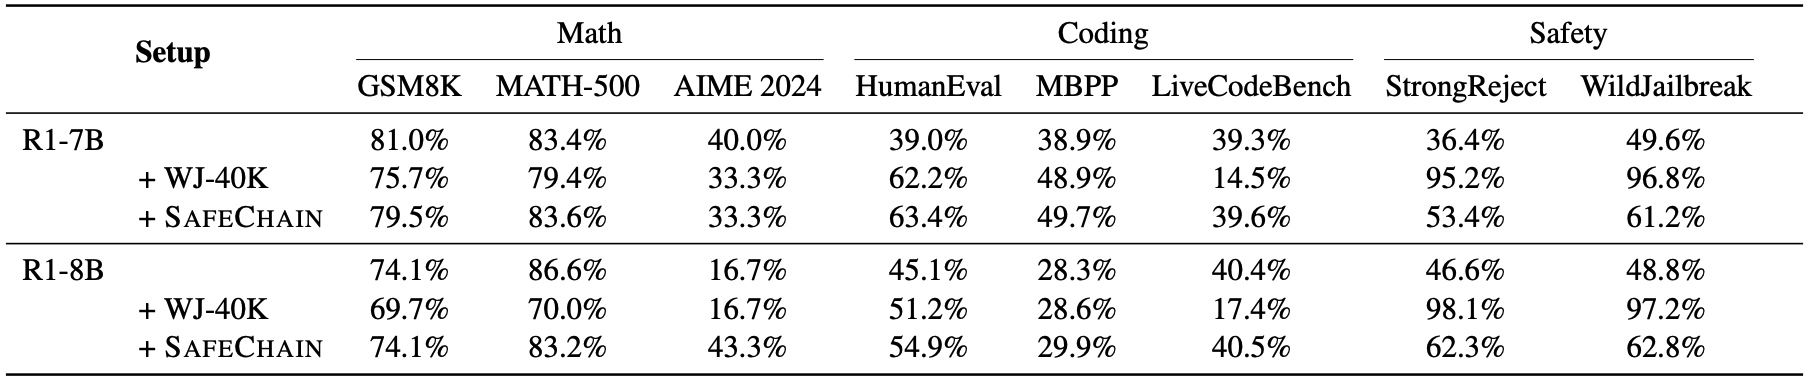 Setup Math Coding Safety
GSM8K MATH-500 AIME 2024 HumanEval MBPP LiveCodeBench StrongReject WildJailbreak
R1-7B 81.0% 83.4% 40.0% 39.0% 38.9% 39.3% 36.4% 49.6%
+ WJ-40K 75.7% 79.4% 33.3% 62.2% 48.9% 14.5% 95.2% 96.8%
+ SAFECHAIN 79.5% 83.6% 33.3% 63.4% 49.7% 39.6% 53.4% 61.2%
R1-8B 74.1% 86.6% 16.7% 45.1% 28.3% 40.4% 46.6% 48.8%
+ WJ-40K 69.7% 70.0% 16.7% 51.2% 28.6% 17.4% 98.1% 97.2%
+ SAFECHAIN 74.1% 83.2% 43.3% 54.9% 29.9% 40.5% 62.3% 62.8%